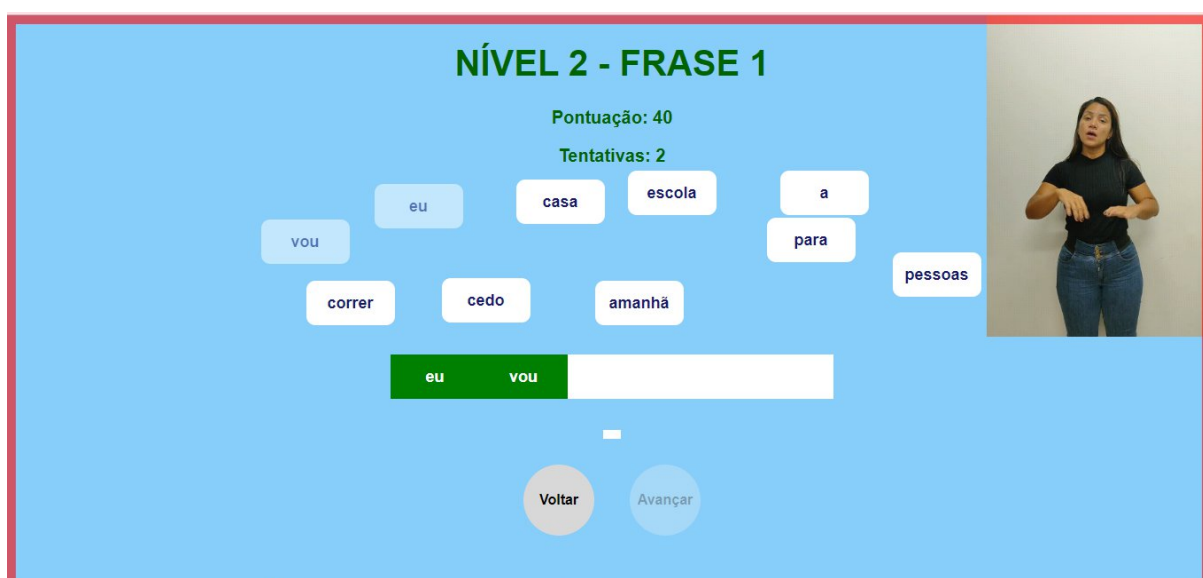 NÍVEL 2 - FRASE 1
Pontuação: 40
Tentativas: 2
eu
casa
escola
a
vou
para
pessoas
correr
cedo
amanhã
eu vou
Voltar
Avançar